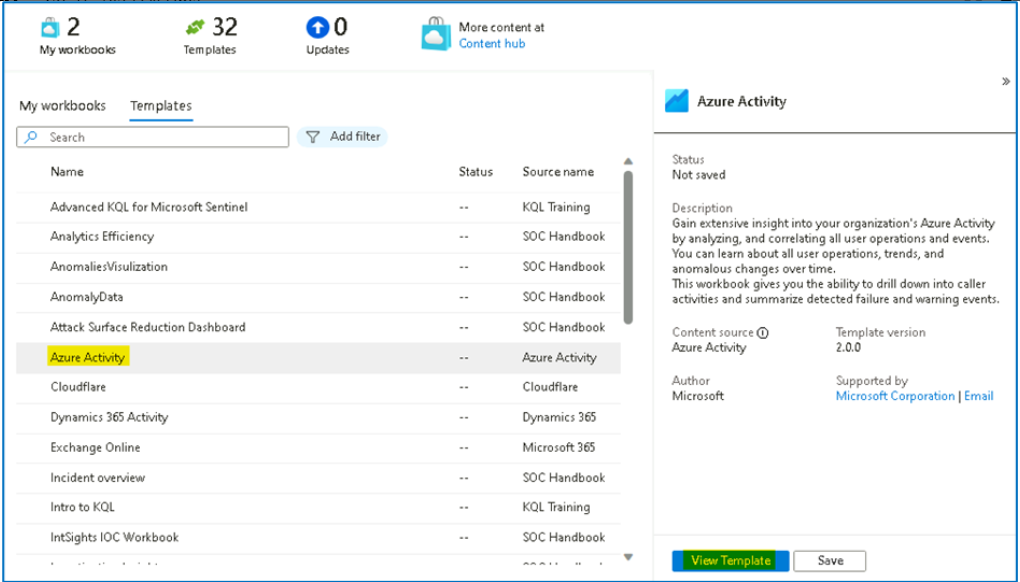 2
My workbooks
32
Templates
0
Updates
More content at
Content hub
My workbooks Templates
Search
Add filter
Name Status Source name
Advanced KQL for Microsoft Sentinel -- KQL Training
Analytics Efficiency -- SOC Handbook
AnomaliesVisulization -- SOC Handbook
AnomalyData -- SOC Handbook
Attack Surface Reduction Dashboard -- SOC Handbook
Azure Activity -- Azure Activity
Cloudflare -- Cloudflare
Dynamics 365 Activity -- Dynamics 365
Exchange Online -- Microsoft 365
Incident overview -- SOC Handbook
Intro to KQL -- KQL Training
IntSights IOC Workbook -- SOC Handbook
»
Azure Activity
Status
Not saved
Description
Gain extensive insight into your organization's Azure Activity
by analyzing, and correlating all user operations and events.
You can learn about all user operations, trends, and
anomalous changes over time.
This workbook gives you the ability to drill down into caller
activities and summarize detected failure and warning events.
Content source Template version
Azure Activity 2.0.0
Author Supported by
Microsoft Microsoft Corporation | Email
View Template Save